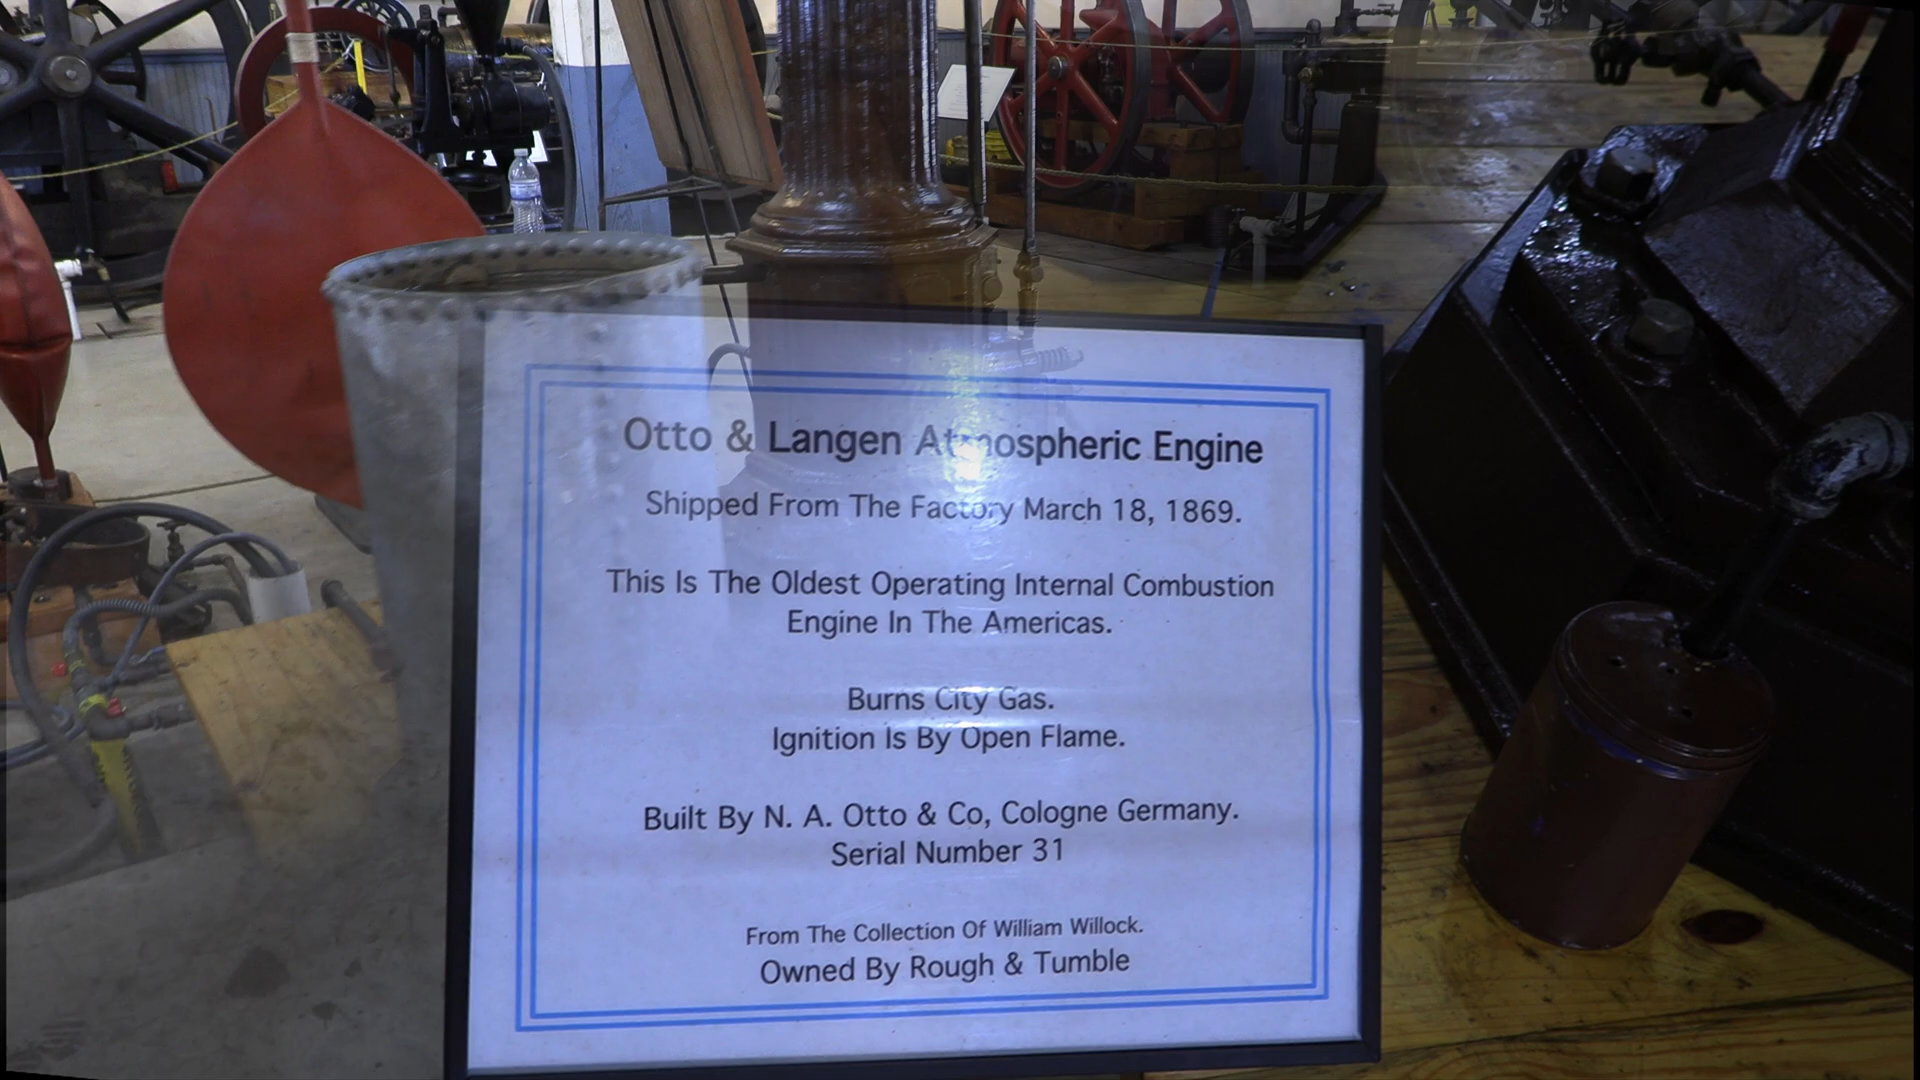 Otto & Langen Atmospheric Engine
Shipped From The Factory March 18, 1869.
This Is The Oldest Operating Internal Combustion
Engine In The Americas.
Burns City Gas.
Ignition Is By Open Flame.
Built By N. A. Otto & Co, Cologne Germany.
Serial Number 31
From The Collection Of William Willock.
Owned By Rough & Tumble